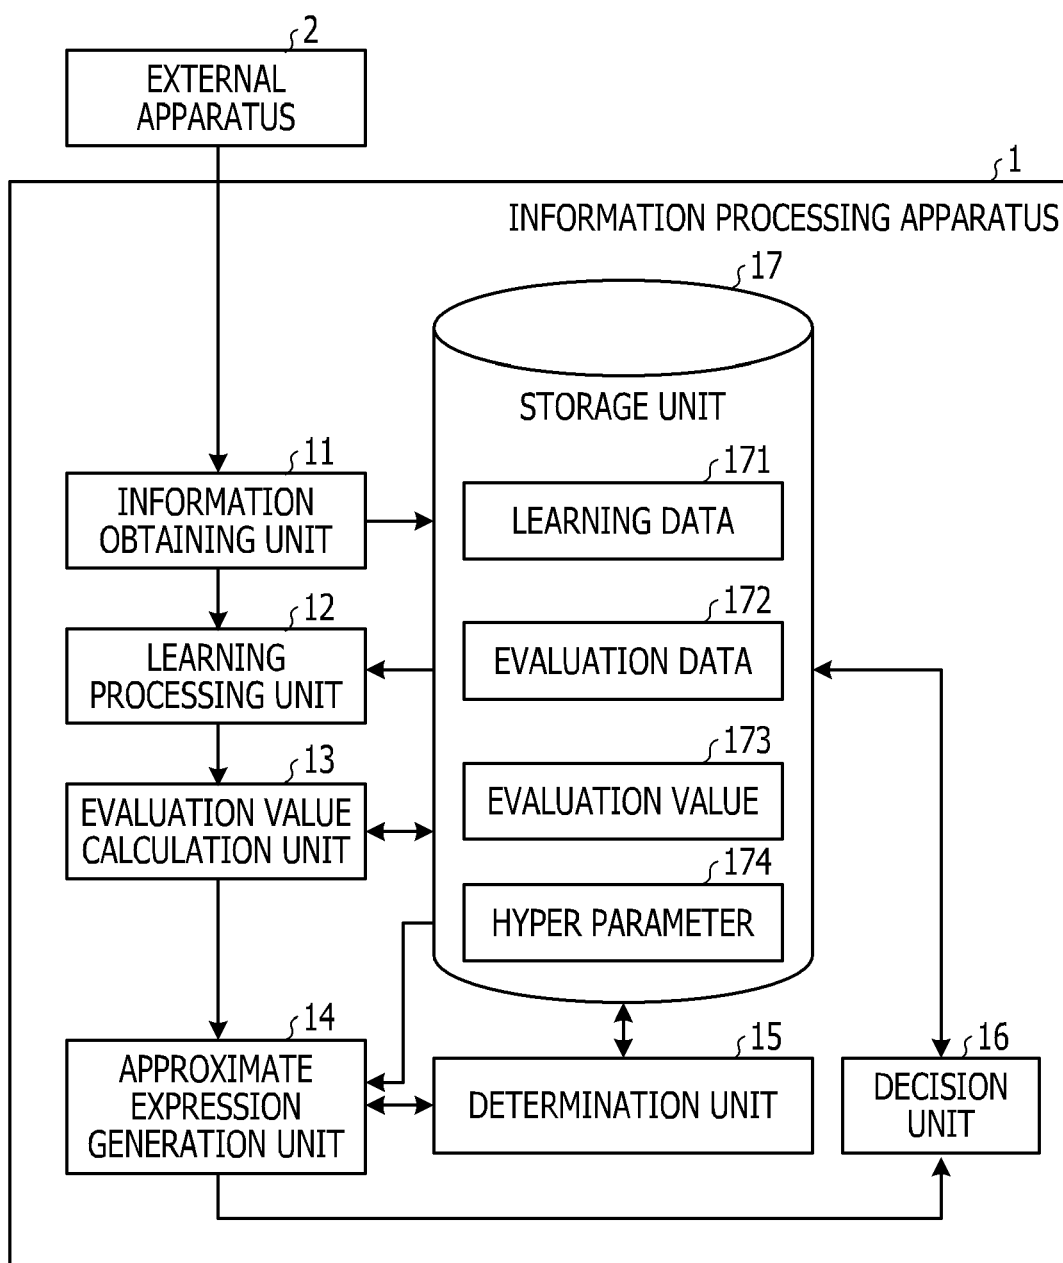 2
EXTERNAL
APPARATUS
1
INFORMATION PROCESSING APPARATUS
17
STORAGE UNIT
11
INFORMATION
OBTAINING UNIT
171
LEARNING DATA
12
LEARNING
PROCESSING UNIT
172
EVALUATION DATA
13
EVALUATION VALUE
CALCULATION UNIT
173
EVALUATION VALUE
174
HYPER PARAMETER
14
APPROXIMATE
EXPRESSION
GENERATION UNIT
15
DETERMINATION UNIT
16
DECISION
UNIT